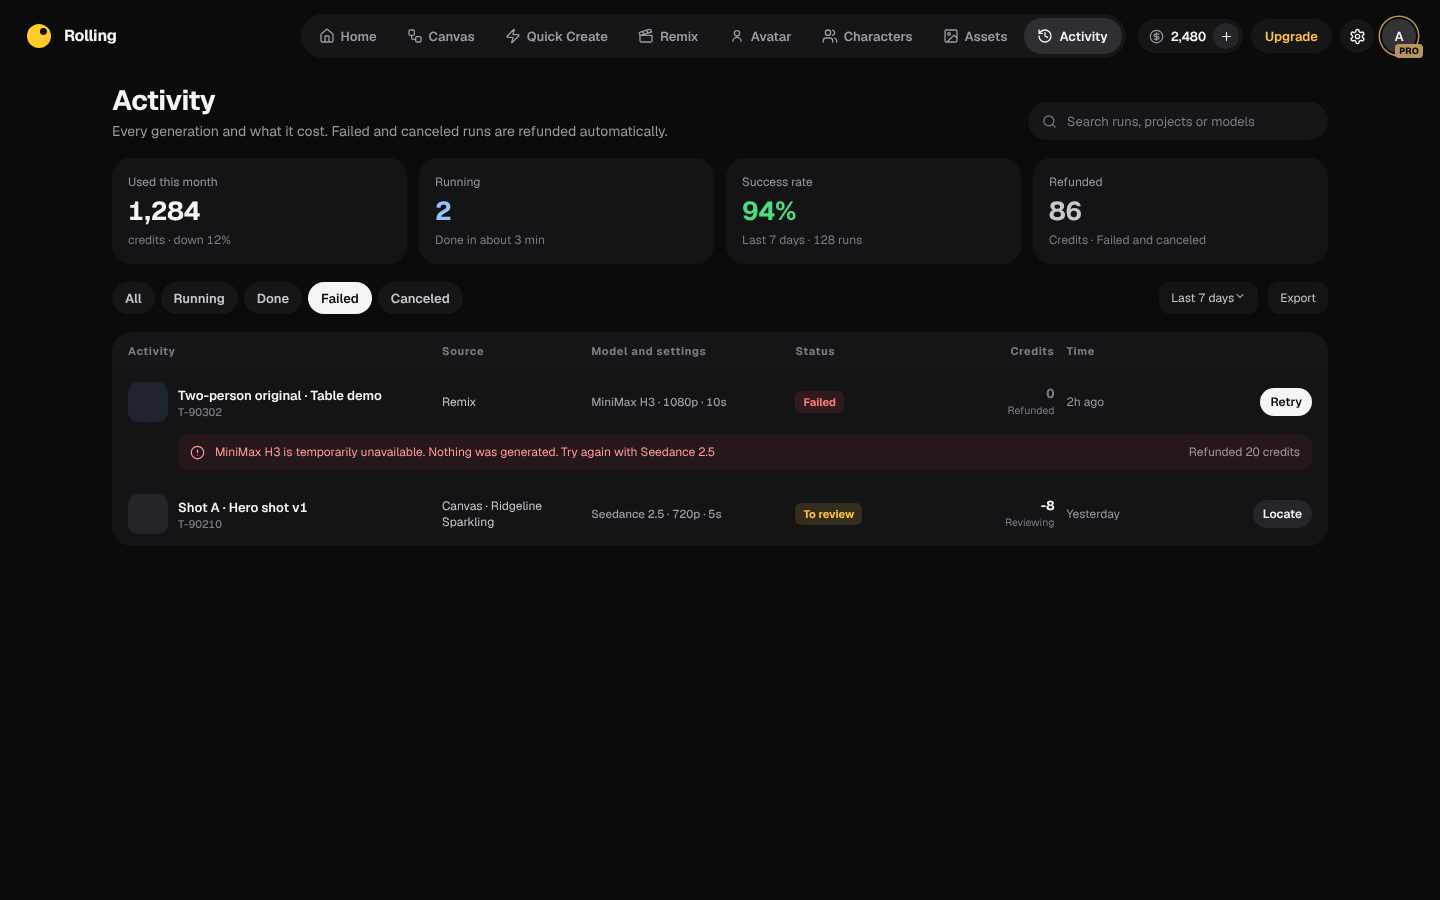 Rolling
Home
Canvas
Quick Create
Remix
Avatar
Characters
Assets
Activity
2,480
Upgrade
A
PRO
Activity
Every generation and what it cost. Failed and canceled runs are refunded automatically.
Search runs, projects or models
Used this month
1,284
credits · down 12%
Running
2
Done in about 3 min
Success rate
94%
Last 7 days · 128 runs
Refunded
86
Credits · Failed and canceled
All
Running
Done
Failed
Canceled
Last 7 days
Export
Activity
Source
Model and settings
Status
Credits
Time
Two-person original · Table demo
T-90302
Remix
MiniMax H3 · 1080p · 10s
Failed
0
Refunded
2h ago
Retry
MiniMax H3 is temporarily unavailable. Nothing was generated. Try again with Seedance 2.5
Refunded 20 credits
Shot A · Hero shot v1
T-90210
Canvas · Ridgeline
Sparkling
Seedance 2.5 · 720p · 5s
To review
-8
Reviewing
Yesterday
Locate